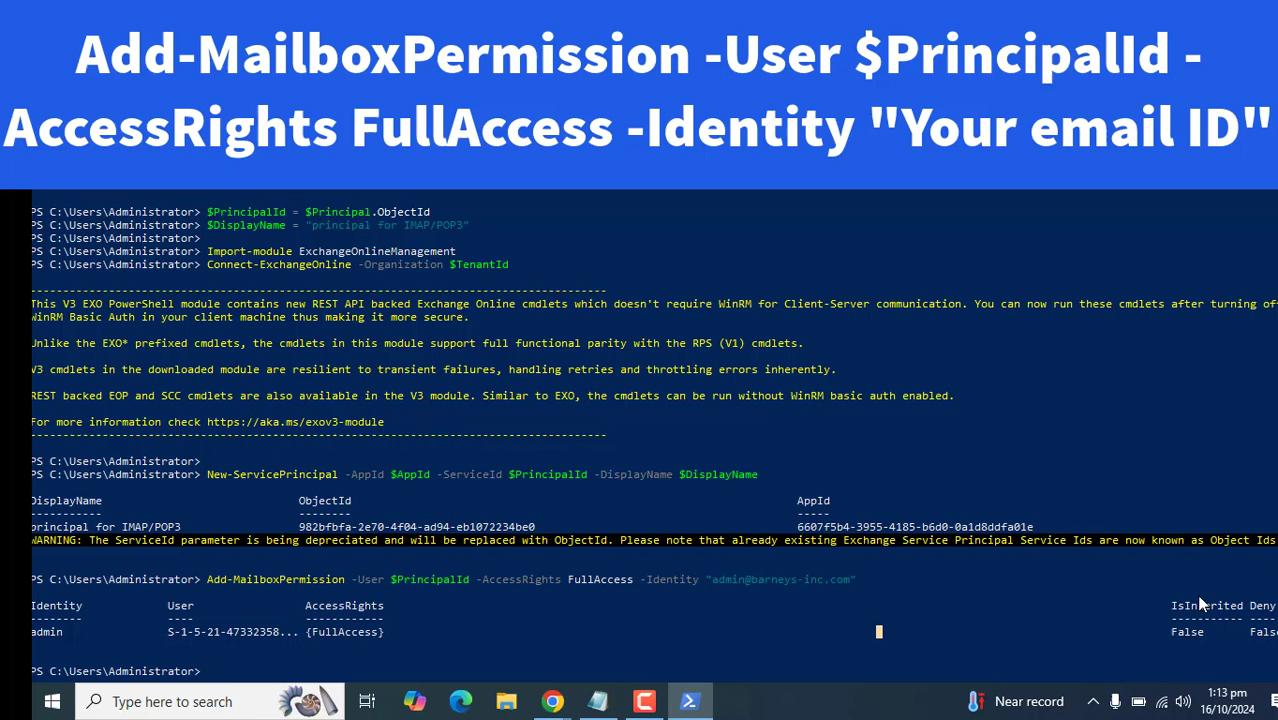 Add-MailboxPermission -User $PrincipalId -
AccessRights FullAccess -Identity "Your email ID"
PS C:\Users\Administrator> $PrincipalId = $Principal.ObjectId
PS C:\Users\Administrator> $DisplayName = "principal for IMAP/POP3"
PS C:\Users\Administrator>
PS C:\Users\Administrator> Import-module ExchangeOnlineManagement
PS C:\Users\Administrator> Connect-ExchangeOnline -Organization $TenantId
----------------------------------------------------------------------------------------
This V3 EXO PowerShell module contains new REST API backed Exchange Online cmdlets which doesn't require WinRM for Client-Server communication. You can now run these cmdlets after turning of
WinRM Basic Auth in your client machine thus making it more secure.
Unlike the EXO* prefixed cmdlets, the cmdlets in this module support full functional parity with the RPS (V1) cmdlets.
V3 cmdlets in the downloaded module are resilient to transient failures, handling retries and throttling errors inherently.
REST backed EOP and SCC cmdlets are also available in the V3 module. Similar to EXO, the cmdlets can be run without WinRM basic auth enabled.
For more information check https://aka.ms/exov3-module
----------------------------------------------------------------------------------------
PS C:\Users\Administrator>
PS C:\Users\Administrator> New-ServicePrincipal -AppId $AppId -ServiceId $PrincipalId -DisplayName $DisplayName
DisplayName ObjectId AppId
----------- -------- -----
principal for IMAP/POP3 982bfbfa-2e70-4f04-ad94-eb1072234be0 6607f5b4-3955-4185-b6d0-0a1d8ddfa01e
WARNING: The ServiceId parameter is being depreciated and will be replaced with ObjectId. Please note that already existing Exchange Service Principal Service Ids are now known as Object Ids
PS C:\Users\Administrator> Add-MailboxPermission -User $PrincipalId -AccessRights FullAccess -Identity "admin@barneys-inc.com"
Identity User AccessRights IsInherited Deny
-------- ---- ------------ ----------- ----
admin S-1-5-21-47332358... {FullAccess} False Fals
PS C:\Users\Administrator>
Type here to search
Near record
1:13 pm
16/10/2024